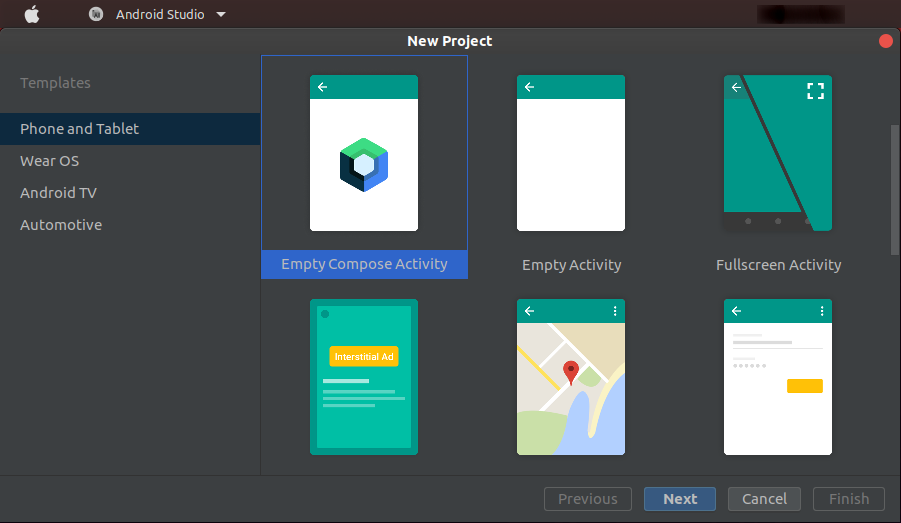 Android Studio
New Project
Templates
Phone and Tablet
Wear OS
Android TV
Automotive
Empty Compose Activity
Empty Activity
Fullscreen Activity
Interstitial Ad
Previous
Next
Cancel
Finish